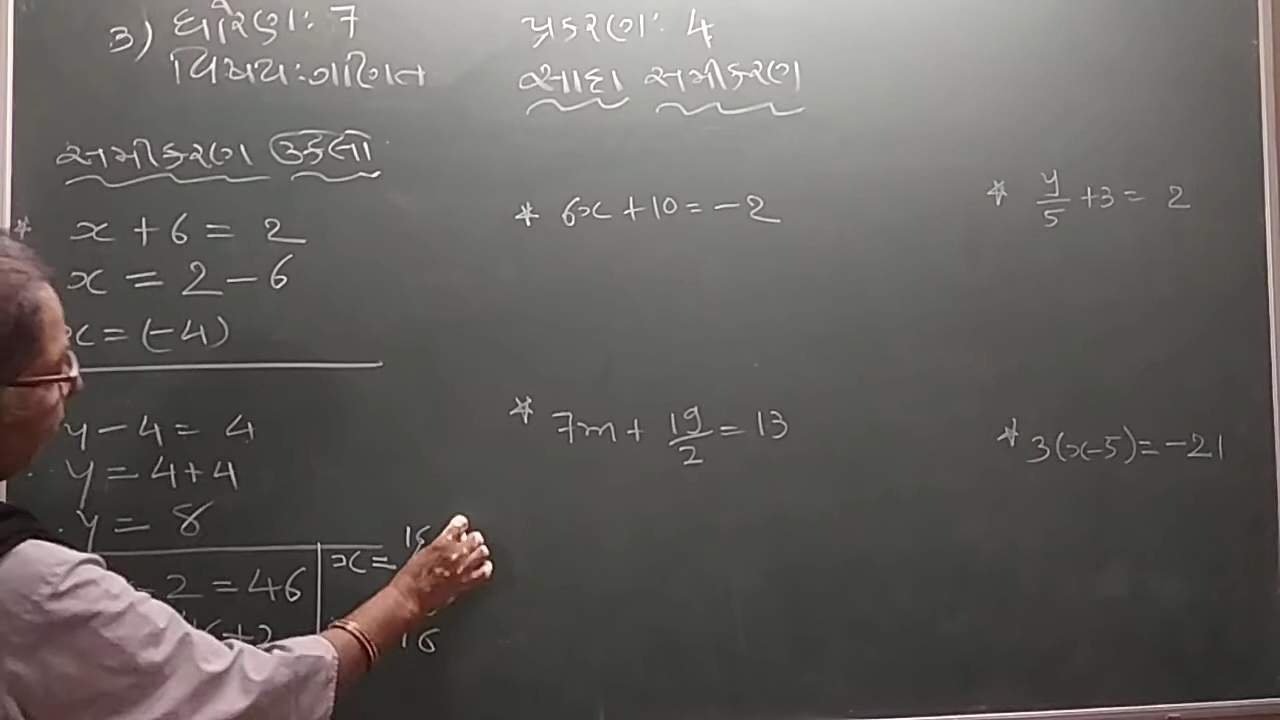 3) ધોરણ: 7
વિષય: ગણિત
પ્રકરણ: 4
સાદા સમીકરણ
સમીકરણ ઉકેલો
* x + 6 = 2
x = 2 - 6
x = (-4)
y - 4 = 4
y = 4 + 4
y = 8
- 2 = 46
+ 2
x =
16
* 6x + 10 = -2
* 7m + 19/2 = 13
* y/5 + 3 = 2
* 3(x-5) = -21